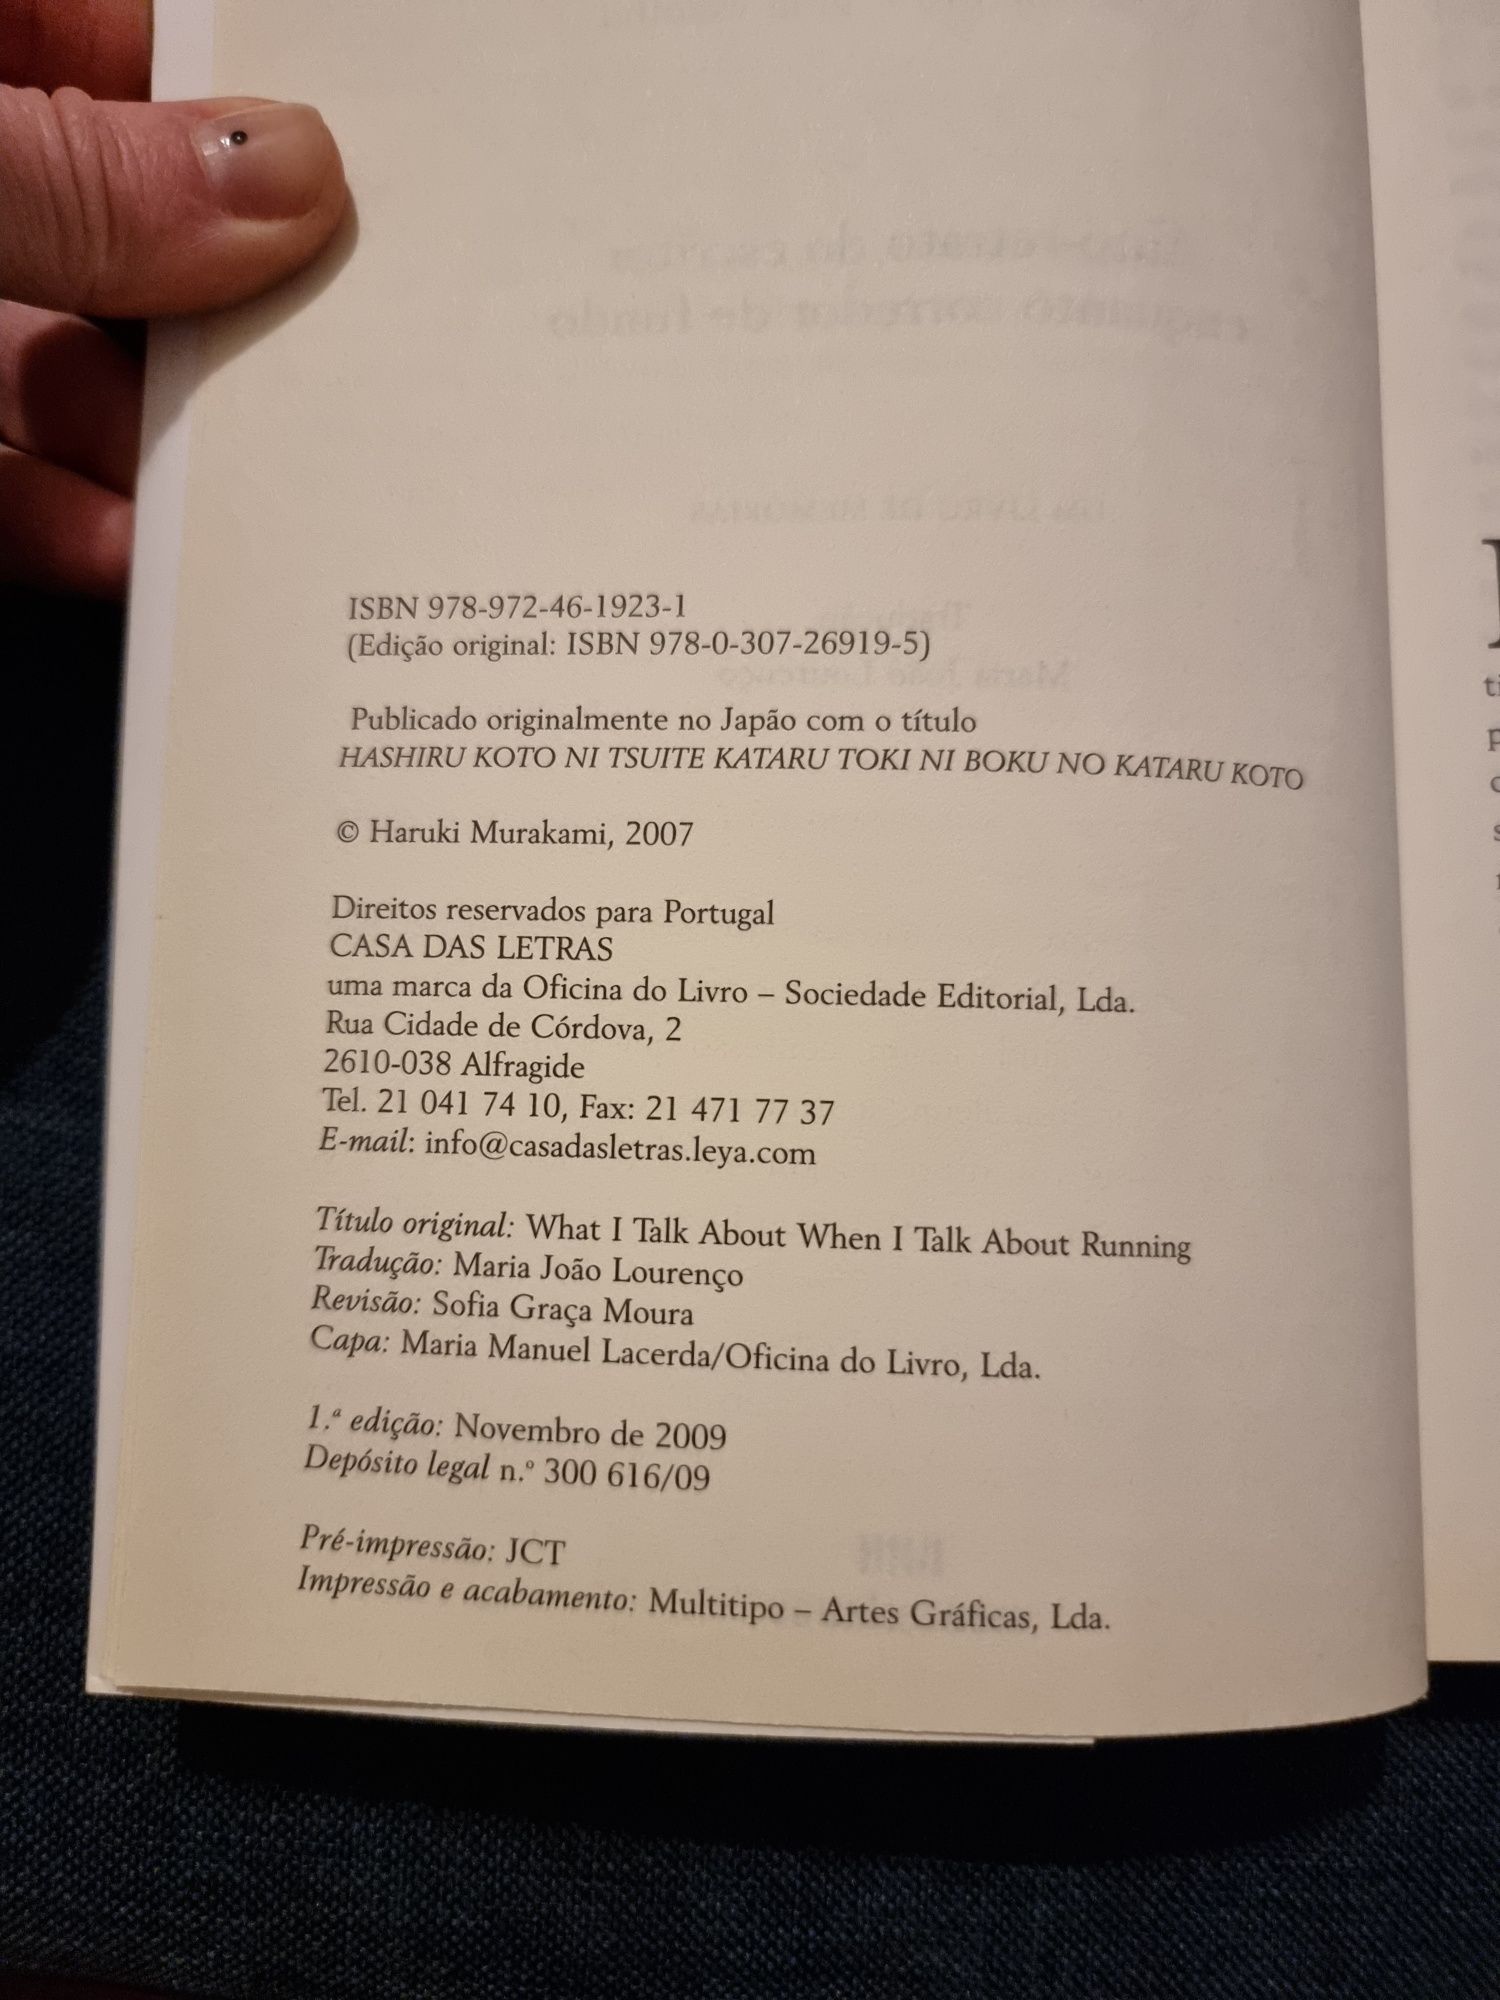 ISBN 978-972-46-1923-1
(Edição original: ISBN 978-0-307-26919-5)
Publicado originalmente no Japão com o título
HASHIRU KOTO NI TSUITE KATARU TOKI NI BOKU NO KATARU KOTO
© Haruki Murakami, 2007
Direitos reservados para Portugal
CASA DAS LETRAS
uma marca da Oficina do Livro – Sociedade Editorial, Lda.
Rua Cidade de Córdova, 2
2610-038 Alfragide
Tel. 21 041 74 10, Fax: 21 471 77 37
E-mail: info@casadasletras.leya.com
Título original: What I Talk About When I Talk About Running
Tradução: Maria João Lourenço
Revisão: Sofia Graça Moura
Capa: Maria Manuel Lacerda/Oficina do Livro, Lda.
1.ª edição: Novembro de 2009
Depósito legal n.º 300 616/09
Pré-impressão: JCT
Impressão e acabamento: Multitipo – Artes Gráficas, Lda.